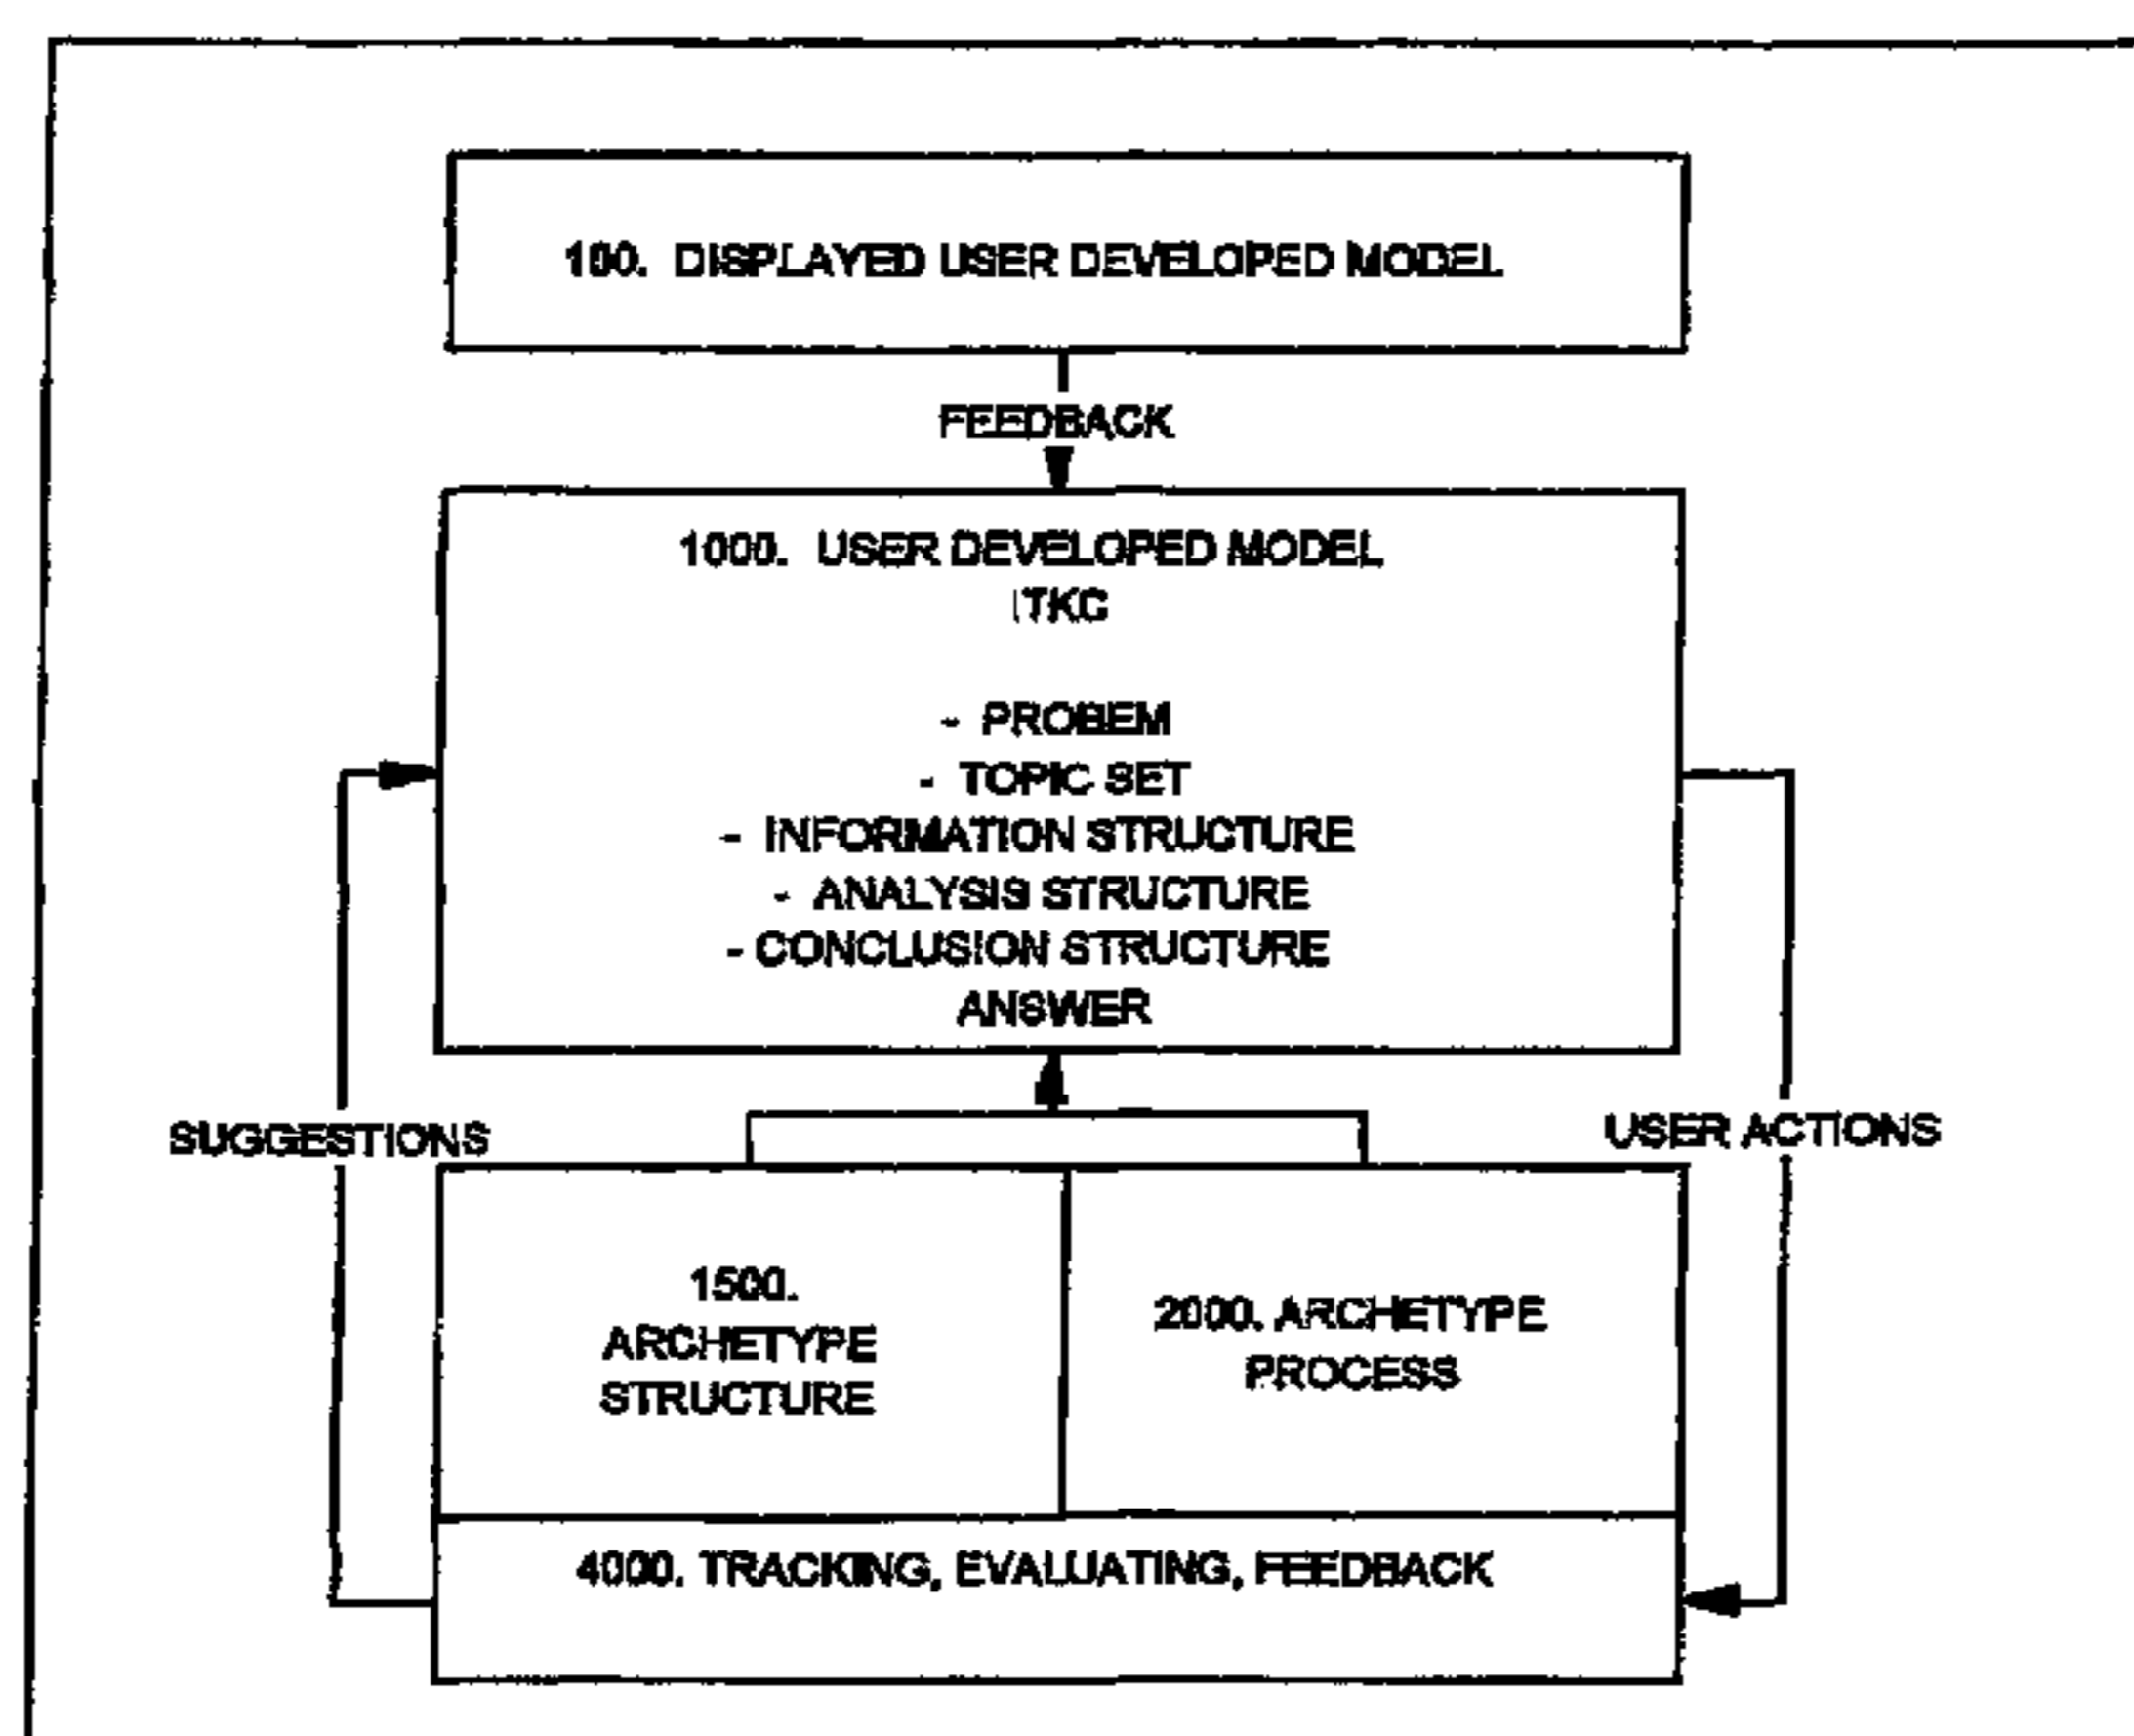 100. DISPLAYED USER DEVELOPED MODEL
FEEDBACK
1000. USER DEVELOPED MODEL
ITKC
- PROBEM
- TOPIC SET
- INFORMATION STRUCTURE
- ANALYSIS STRUCTURE
- CONCLUSION STRUCTURE
ANSWER
SUGGESTIONS
USER ACTIONS
1500.
ARCHETYPE
STRUCTURE
2000. ARCHETYPE
PROCESS
4000. TRACKING, EVALUATING, FEEDBACK